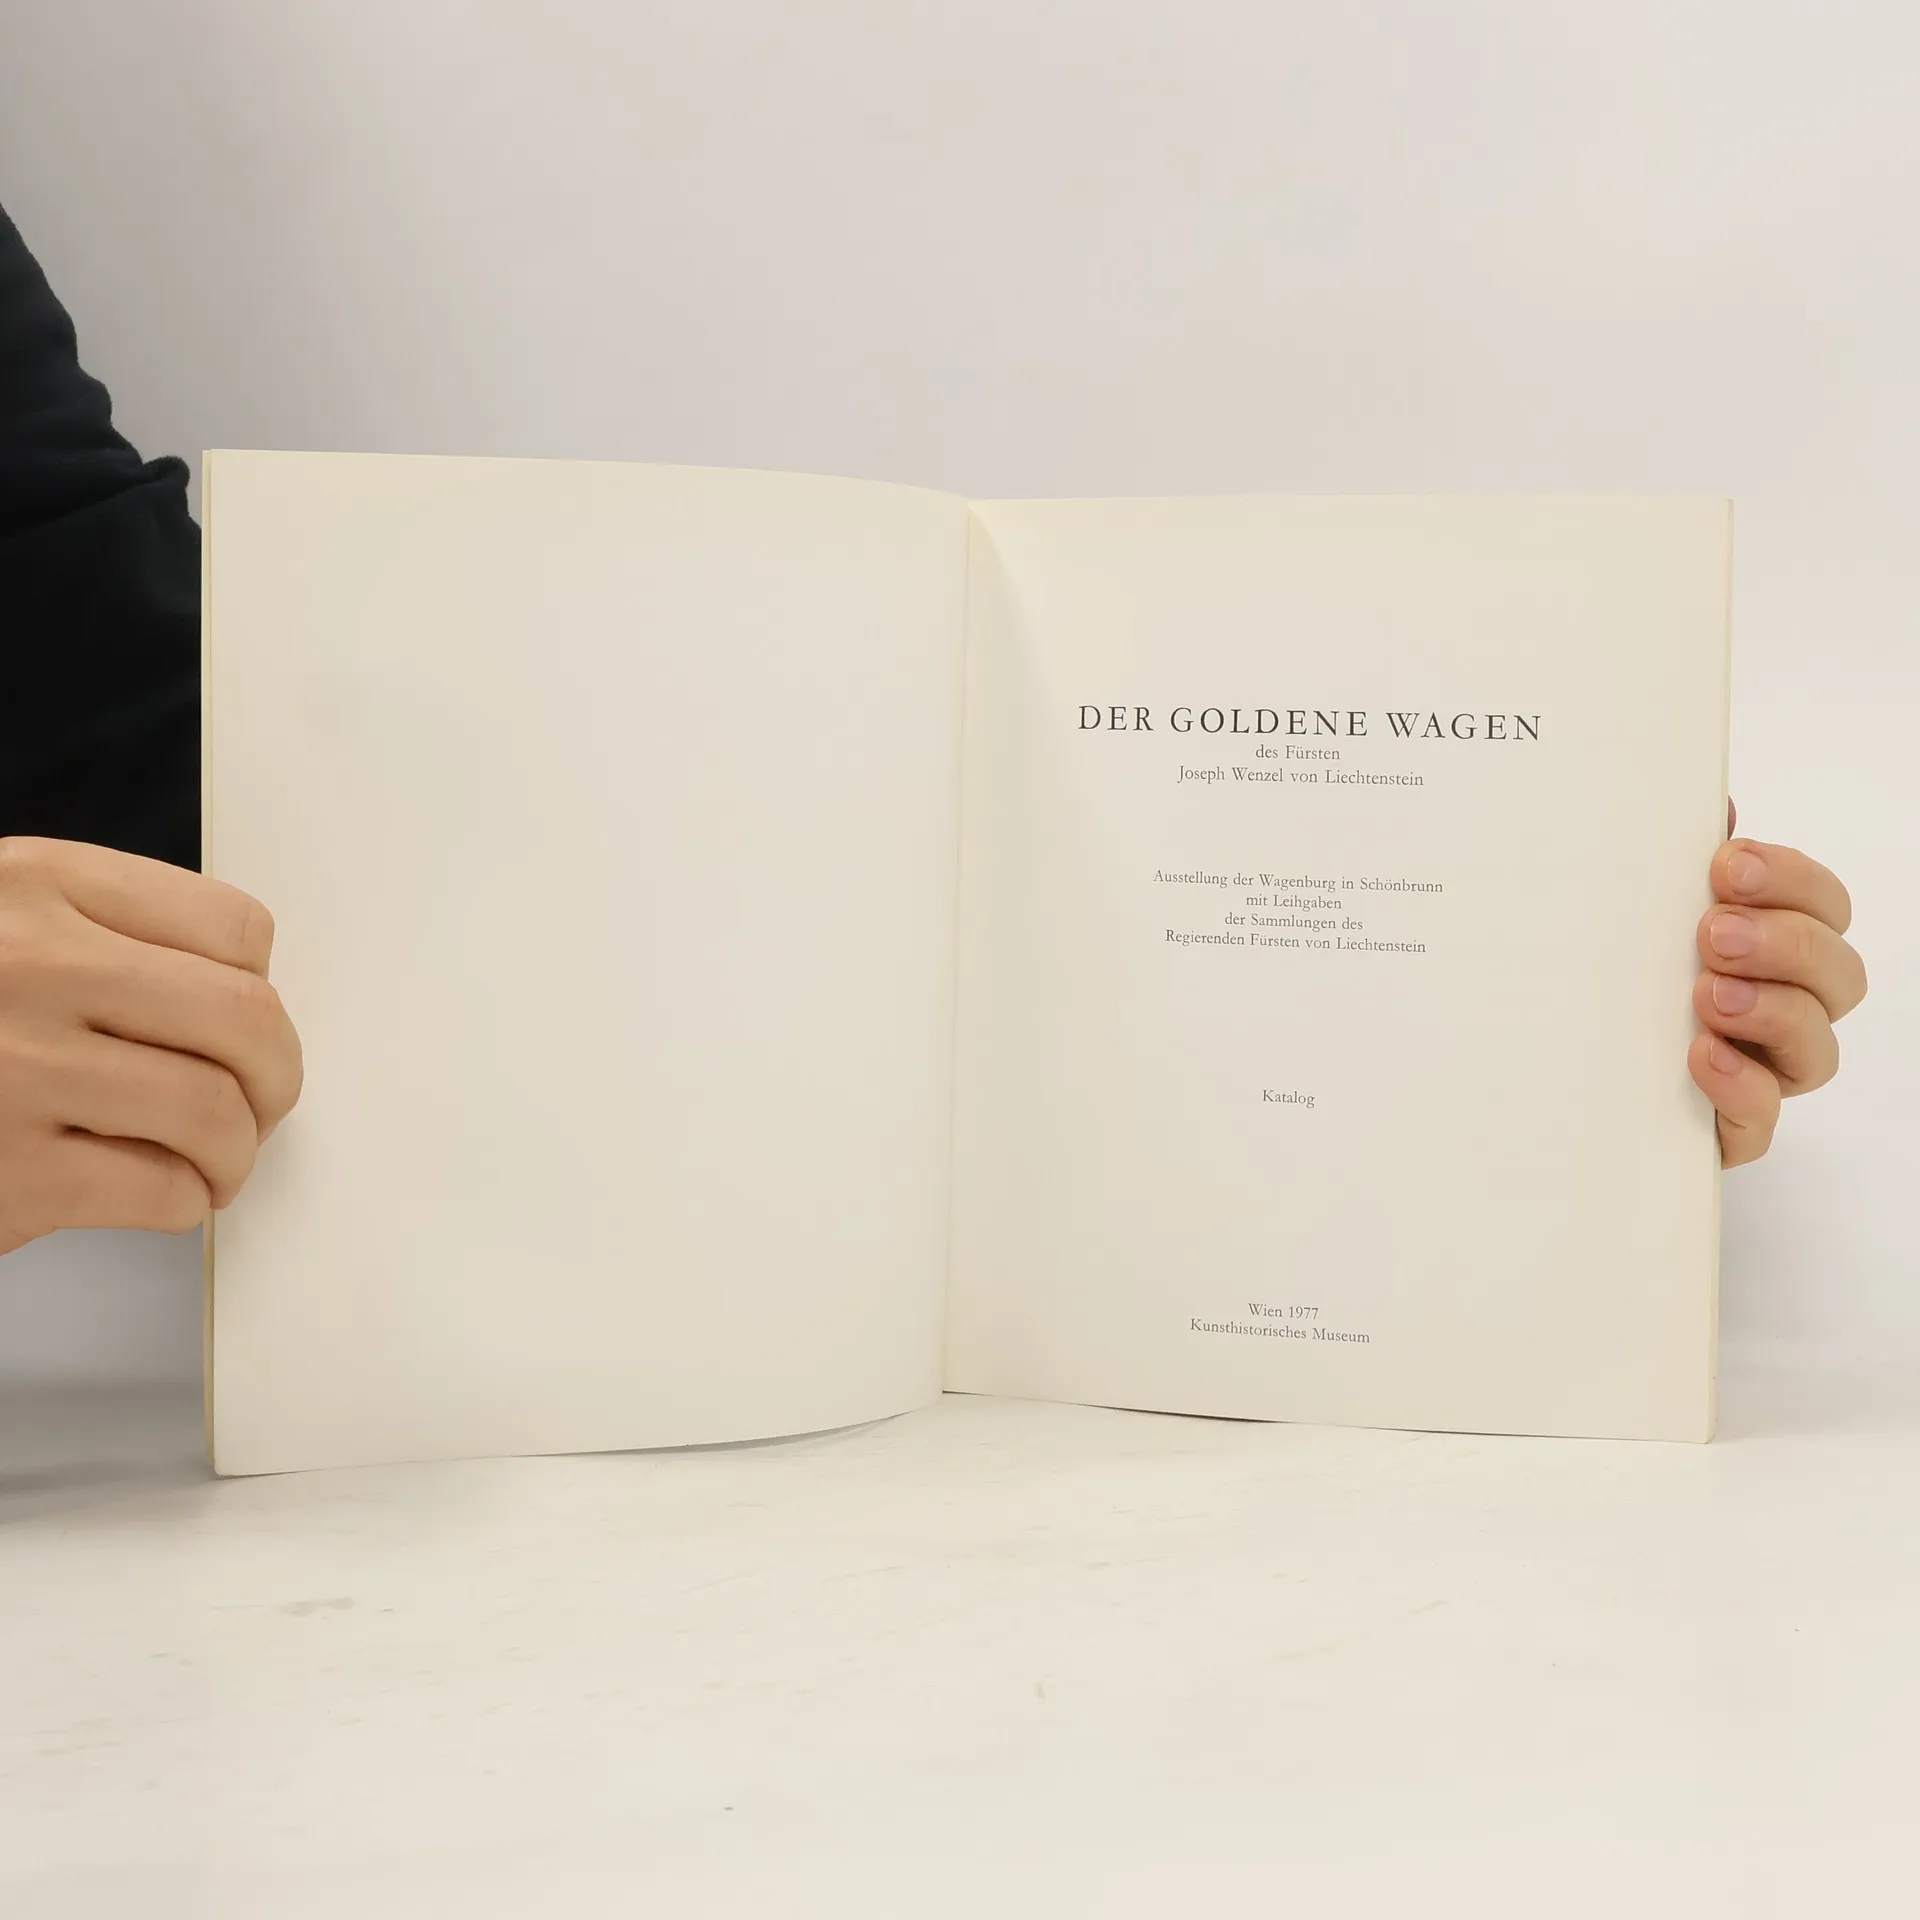 DER GOLDENE WAGEN
des Fürsten
Joseph Wenzel von Liechtenstein
Ausstellung der Wagenburg in Schönbrunn
mit Leihgaben
der Sammlungen des
Regierenden Fürsten von Liechtenstein
Katalog
Wien 1977
Kunsthistorisches Museum